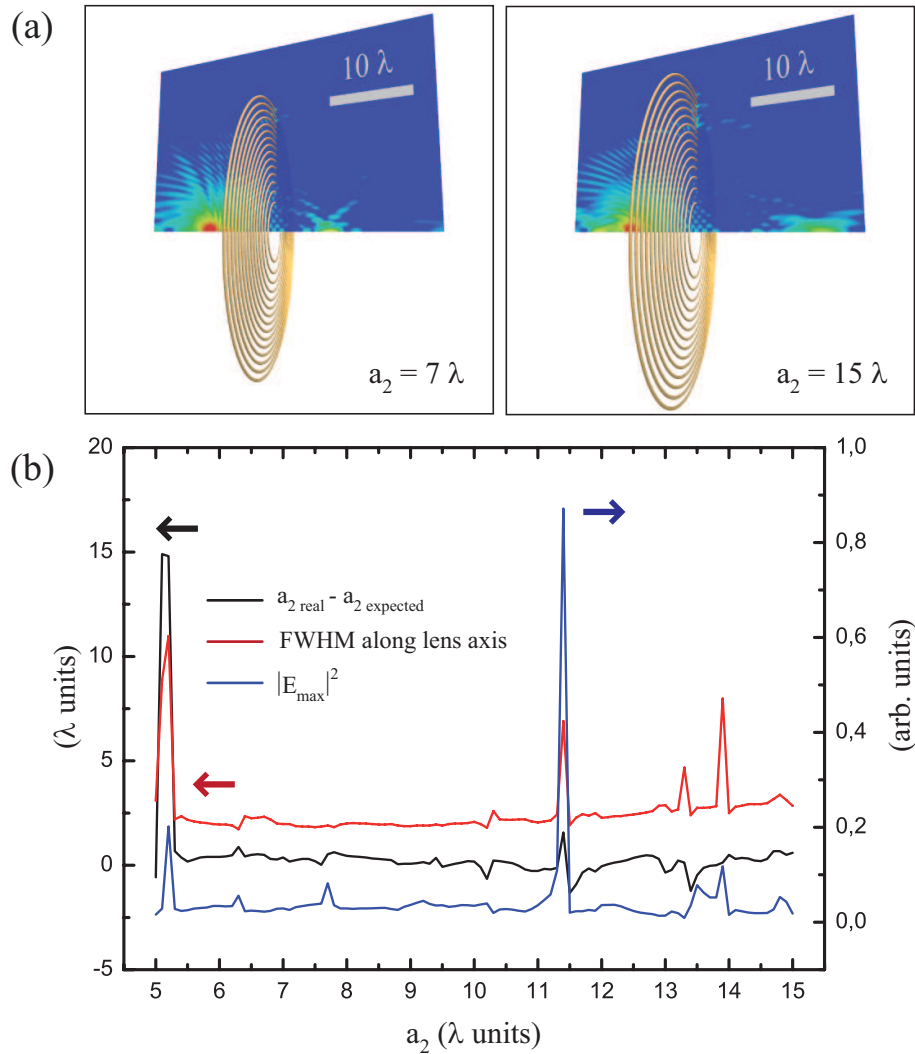 (a)
10 λ
a₂ = 7 λ
10 λ
a₂ = 15 λ
(b)
20
15
10
5
0
-5
(λ units)
1,0
0,8
0,6
0,4
0,2
0,0
(arb. units)
a₂ real - a₂ expected
FWHM along lens axis
|Eₘₐₓ|²
5 6 7 8 9 10 11 12 13 14 15
a₂ (λ units)